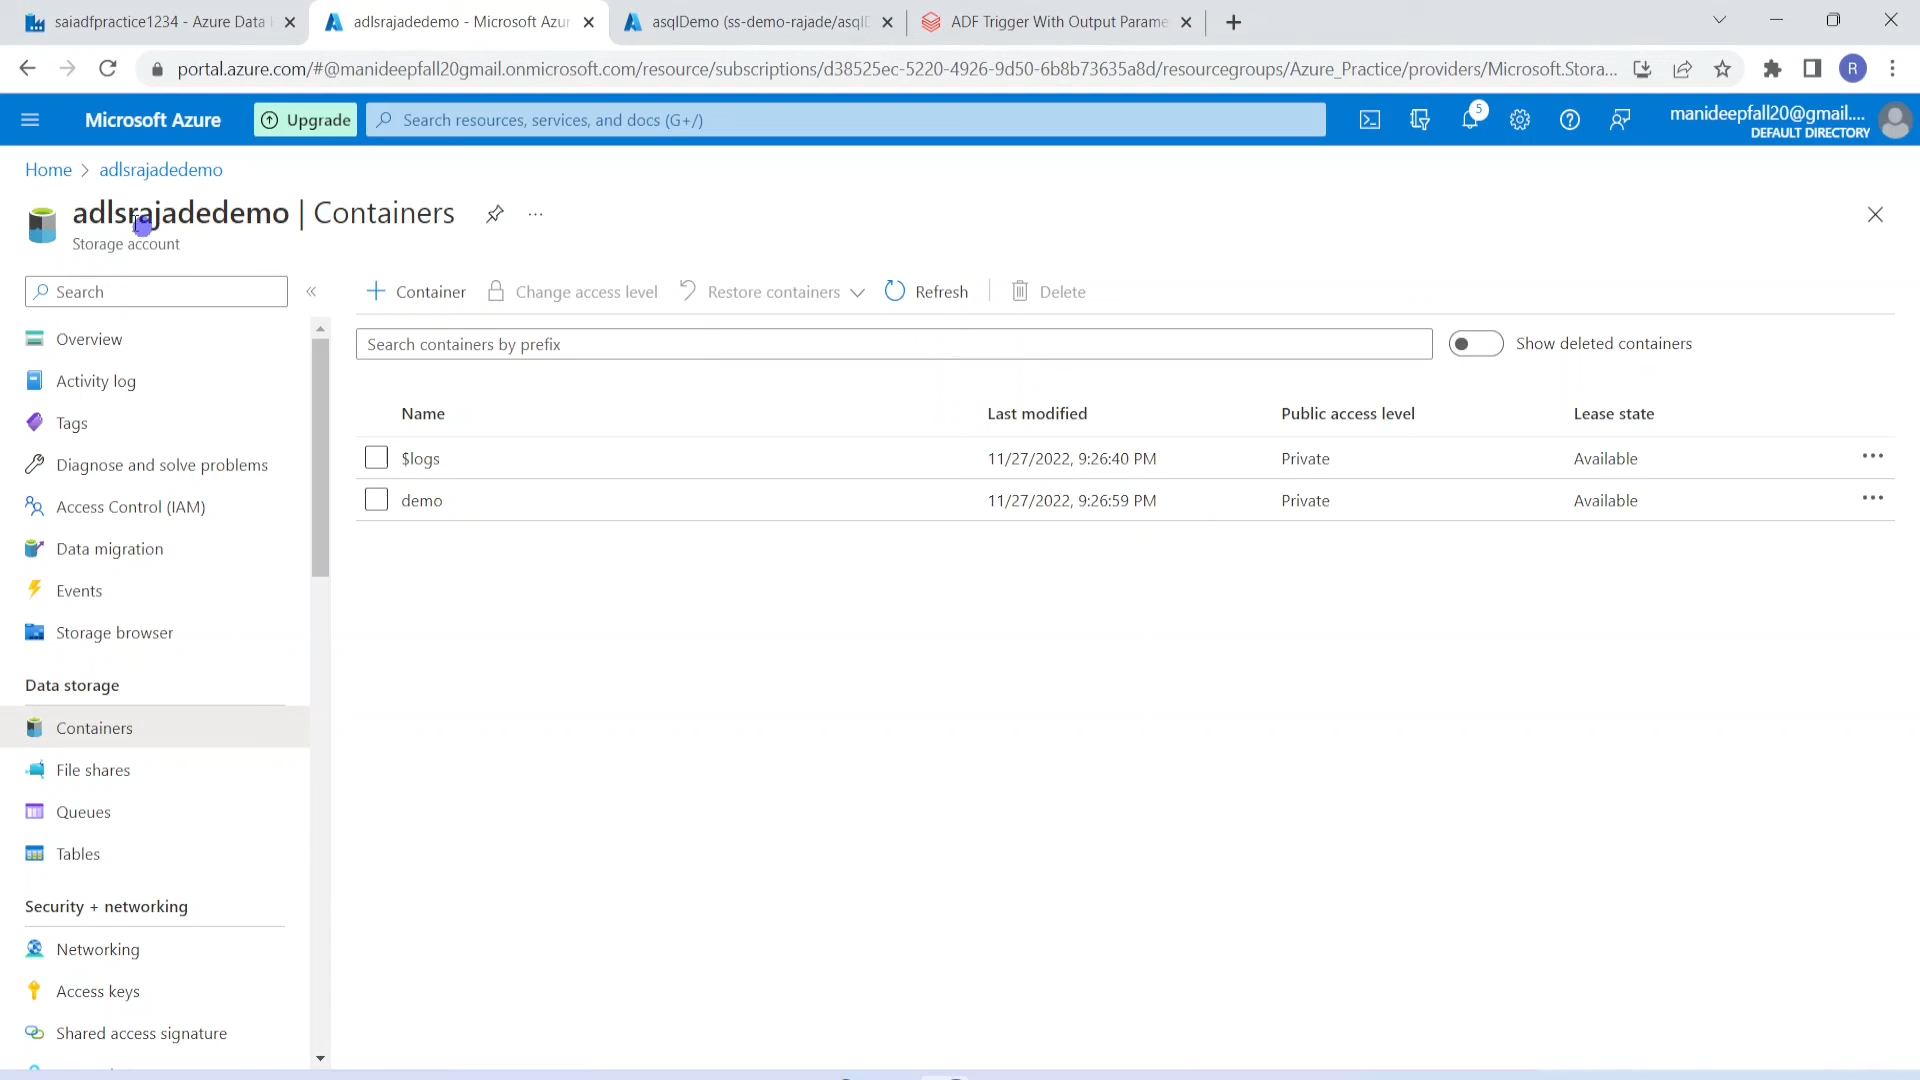 saiadfpractice1234 - Azure Data
adlsrajadedemo - Microsoft Azur
asqlDemo (ss-demo-rajade/asqlD
ADF Trigger With Output Parame
portal.azure.com/#@manideepfall20gmail.onmicrosoft.com/resource/subscriptions/d38525ec-5220-4926-9d50-6b8b73635a8d/resourcegroups/Azure_Practice/providers/Microsoft.Stora...
R
Microsoft Azure
Upgrade
Search resources, services, and docs (G+/)
5
manideepfall20@gmail....
DEFAULT DIRECTORY
Home > adlsrajadedemo
adlsrajadedemo | Containers
Storage account
Search
Container
Change access level
Restore containers
Refresh
Delete
Search containers by prefix
Show deleted containers
Overview
Activity log
Tags
Diagnose and solve problems
Access Control (IAM)
Data migration
Events
Storage browser
Data storage
Containers
File shares
Queues
Tables
Security + networking
Networking
Access keys
Shared access signature
Name Last modified Public access level Lease state
$logs 11/27/2022, 9:26:40 PM Private Available
demo 11/27/2022, 9:26:59 PM Private Available